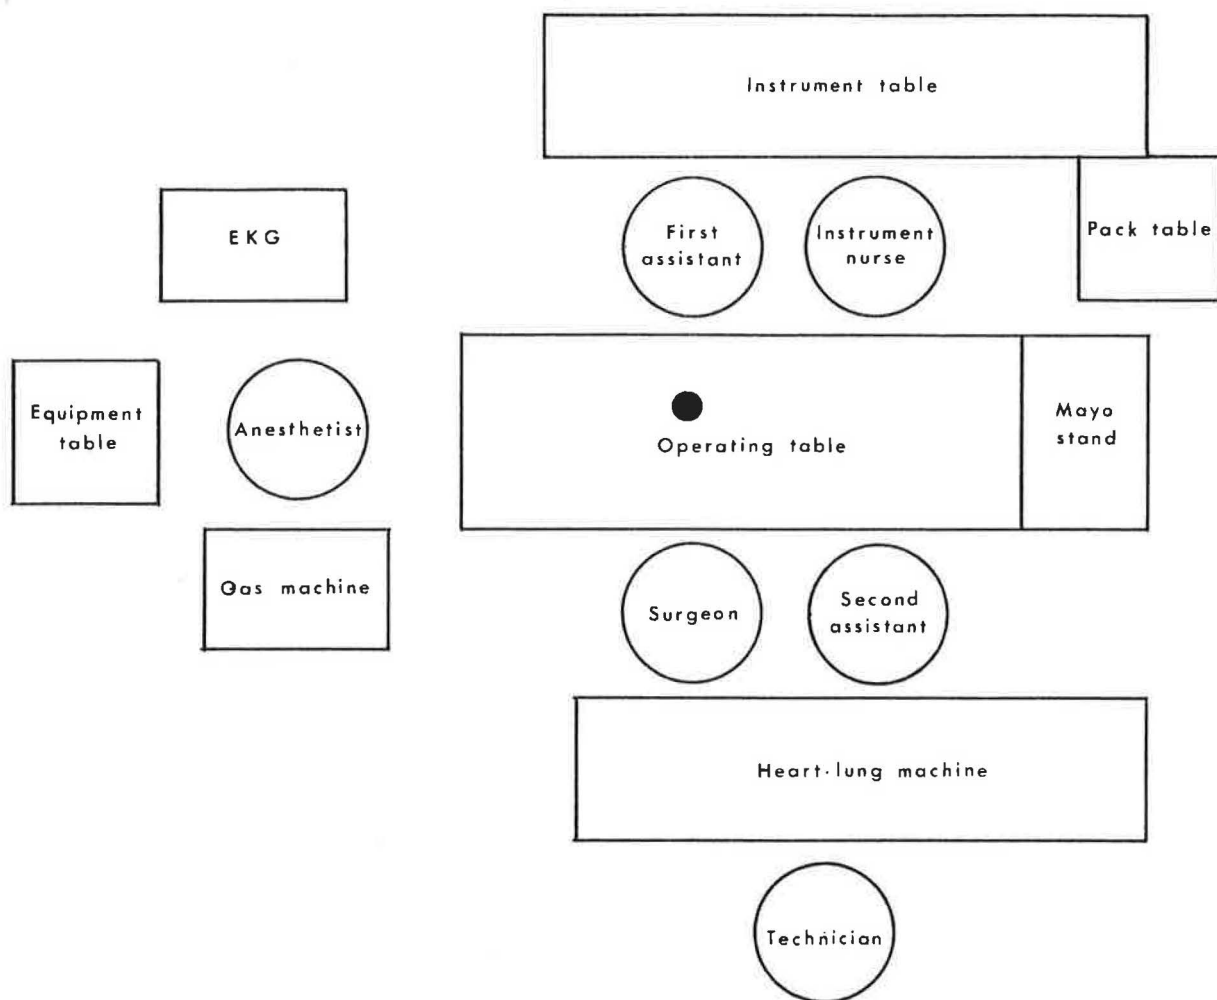 Instrument table
EKG
First
assistant
Instrument
nurse
Pack table
Equipment
table
Anesthetist
Operating table
Mayo
stand
Gas machine
Surgeon
Second
assistant
Heart-lung machine
Technician